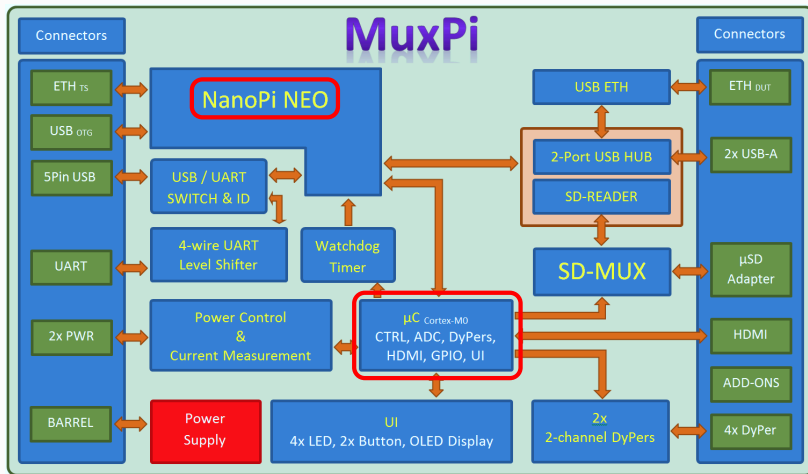 MuxPi
Connectors
Connectors
ETH TS
USB OTG
5Pin USB
UART
2x PWR
BARREL
NanoPi NEO
USB / UART
SWITCH & ID
4-wire UART
Level Shifter
Watchdog
Timer
Power Control
&
Current Measurement
µC Cortex-M0
CTRL, ADC, DyPers,
HDMI, GPIO, UI
Power
Supply
UI
4x LED, 2x Button, OLED Display
USB ETH
2-Port USB HUB
SD-READER
SD-MUX
2x
2-channel DyPers
ETH DUT
2x USB-A
µSD
Adapter
HDMI
ADD-ONS
4x DyPer